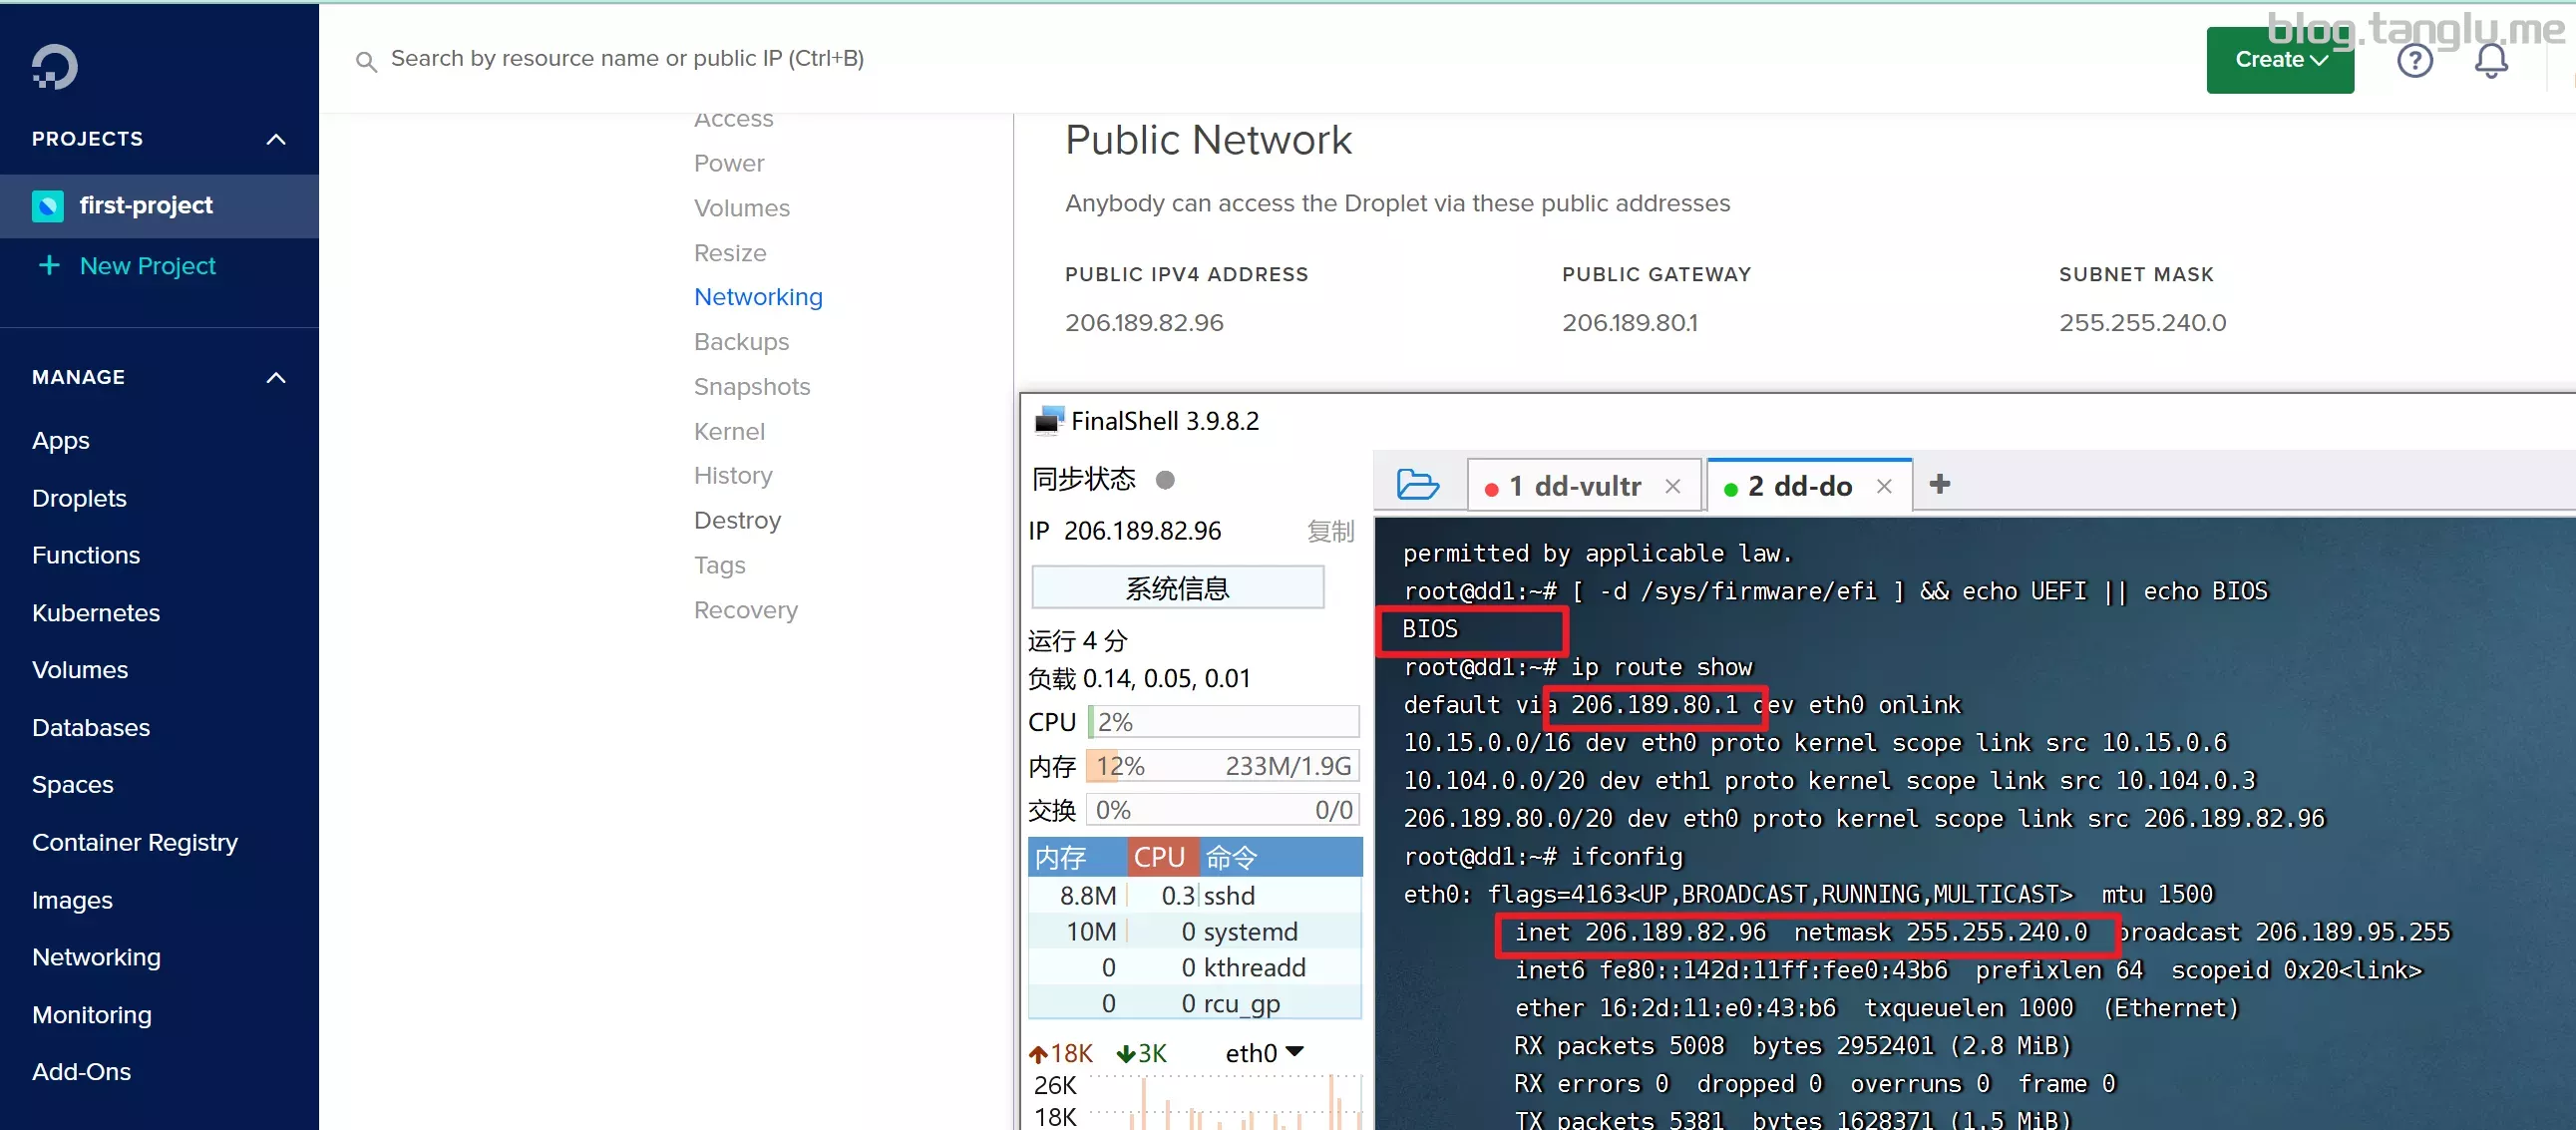 blog.tanglu.me
Search by resource name or public IP (Ctrl+B)
Create
PROJECTS
first-project
New Project
MANAGE
Apps
Droplets
Functions
Kubernetes
Volumes
Databases
Spaces
Container Registry
Images
Networking
Monitoring
Add-Ons
Access
Power
Volumes
Resize
Networking
Backups
Snapshots
Kernel
History
Destroy
Tags
Recovery
Public Network
Anybody can access the Droplet via these public addresses
PUBLIC IPV4 ADDRESS PUBLIC GATEWAY SUBNET MASK
206.189.82.96 206.189.80.1 255.255.240.0
FinalShell 3.9.8.2
同步状态
IP 206.189.82.96 复制
系统信息
运行 4 分
负载 0.14, 0.05, 0.01
CPU 2%
内存 12% 233M/1.9G
交换 0% 0/0
内存 CPU 命令
8.8M 0.3 sshd
10M 0 systemd
0 0 kthreadd
0 0 rcu_gp
18K 3K eth0
26K
18K
1 dd-vultr 2 dd-do
permitted by applicable law.
root@dd1:~# [ -d /sys/firmware/efi ] && echo UEFI || echo BIOS
BIOS
root@dd1:~# ip route show
default via 206.189.80.1 dev eth0 onlink
10.15.0.0/16 dev eth0 proto kernel scope link src 10.15.0.6
10.104.0.0/20 dev eth1 proto kernel scope link src 10.104.0.3
206.189.80.0/20 dev eth0 proto kernel scope link src 206.189.82.96
root@dd1:~# ifconfig
eth0: flags=4163<UP,BROADCAST,RUNNING,MULTICAST>  mtu 1500
inet 206.189.82.96  netmask 255.255.240.0  broadcast 206.189.95.255
inet6 fe80::142d:11ff:fee0:43b6  prefixlen 64  scopeid 0x20<link>
ether 16:2d:11:e0:43:b6  txqueuelen 1000  (Ethernet)
RX packets 5008  bytes 2952401 (2.8 MiB)
RX errors 0  dropped 0  overruns 0  frame 0
TX packets 5381  bytes 1628371 (1.5 MiB)